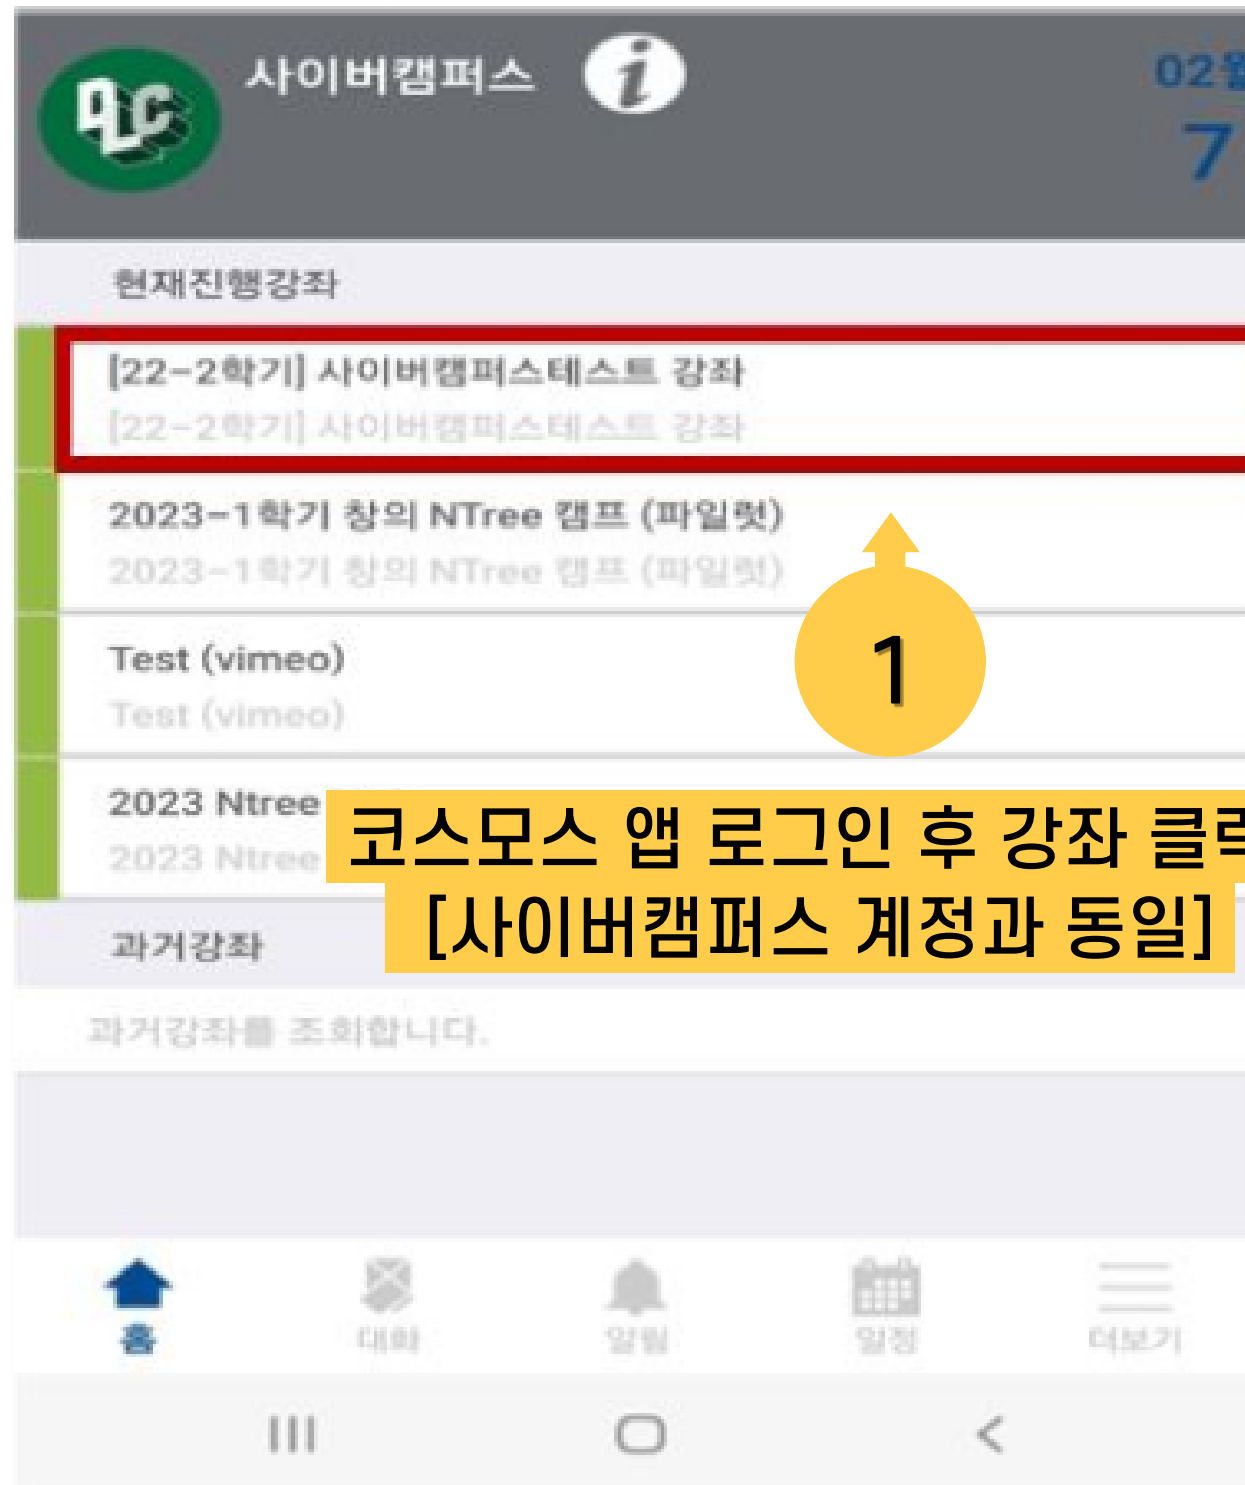 DLC
사이버캠퍼스
i
02월
7
현재진행강좌
[22-2학기] 사이버캠퍼스테스트 강좌
[22-2학기] 사이버캠퍼스테스트 강좌
2023-1학기 창의 NTree 캠프 (파일럿)
2023-1학기 창의 NTree 캠프 (파일럿)
1
Test (vimeo)
Test (vimeo)
2023 Ntree
2023 Ntree
코스모스 앱 로그인 후 강좌 클릭
[사이버캠퍼스 계정과 동일]
과거강좌
과거강좌를 조회합니다.
홈
대화
알림
일정
더보기